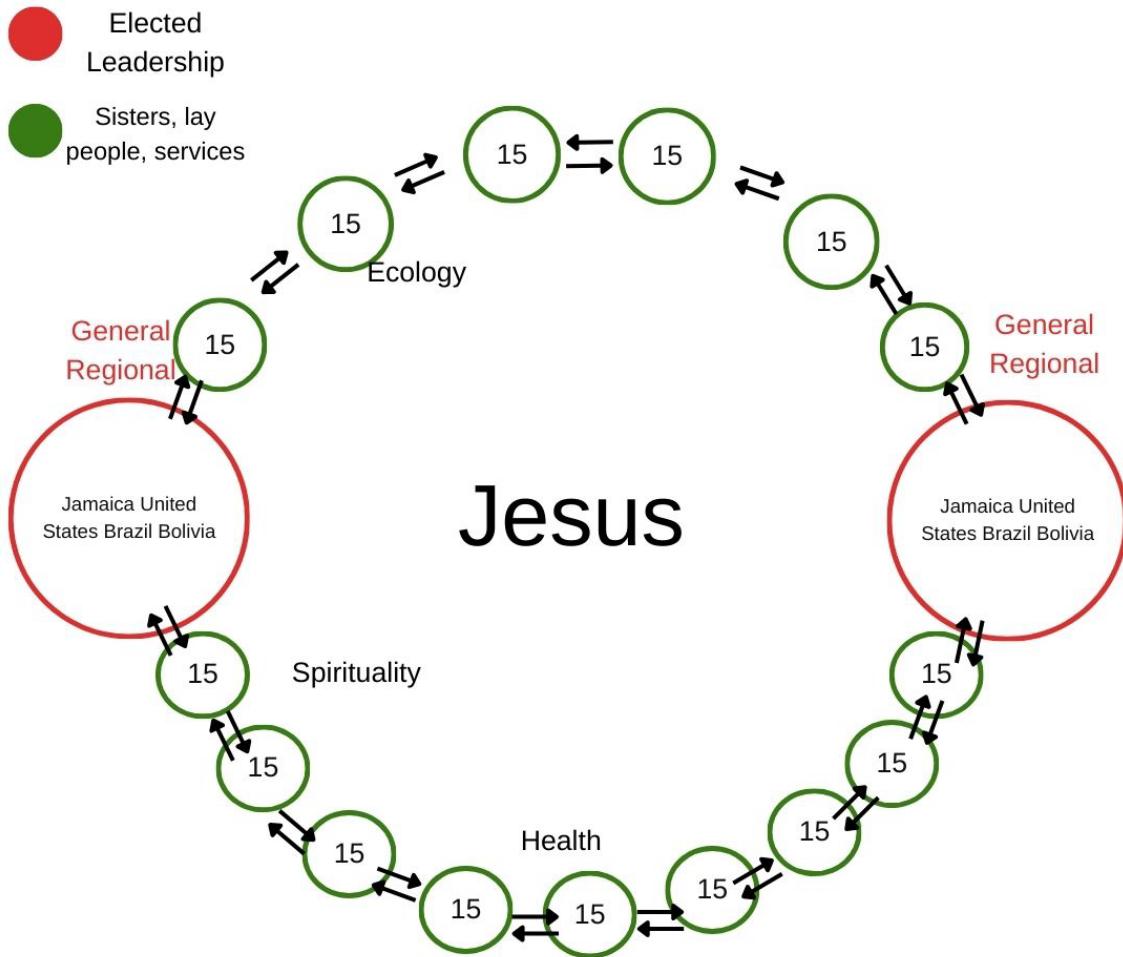 Elected
Leadership
Sisters, lay
people, services
15
15
15
15
Ecology
15
15
General
Regional
General
Regional
Jamaica United
States Brazil Bolivia
Jesus
Jamaica United
States Brazil Bolivia
15
Spirituality
15
15
15
15
15
Health
15
15
15
15